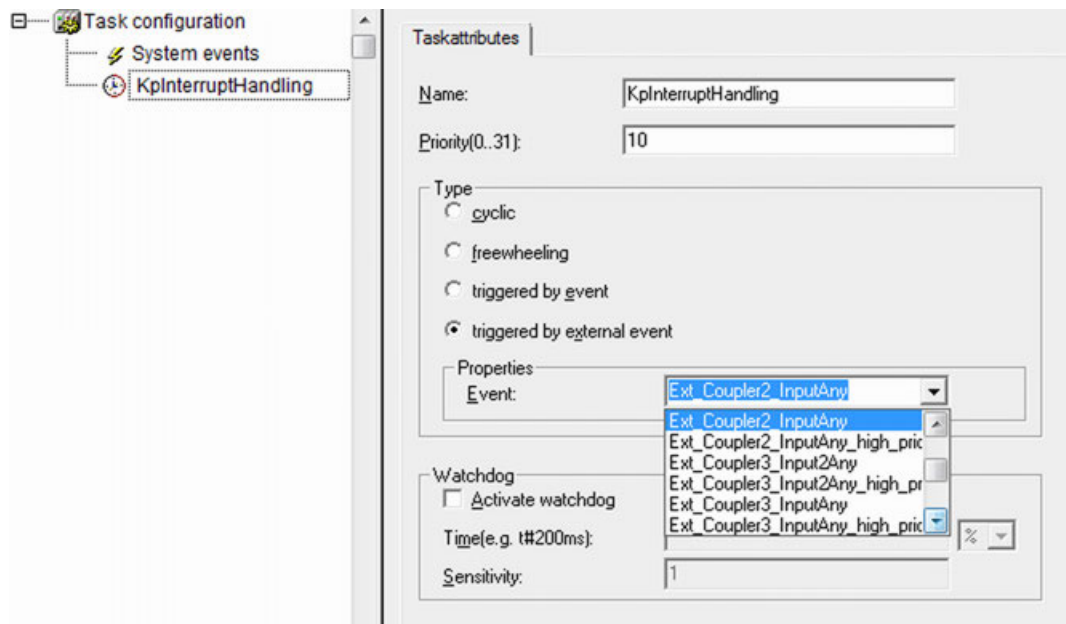 Task configuration
System events
KpInterruptHandling
Taskattributes
Name:
KpInterruptHandling
Priority(0..31):
10
Type
cyclic
freewheeling
triggered by event
triggered by external event
Properties
Event:
Ext_Coupler2_InputAny
Ext_Coupler2_InputAny
Ext_Coupler2_InputAny_high_pric
Ext_Coupler3_Input2Any
Ext_Coupler3_Input2Any_high_pr
Ext_Coupler3_InputAny
Ext_Coupler3_InputAny_high_pric
Watchdog
Activate watchdog
Time(e.g. t#200ms):
%
Sensitivity:
1